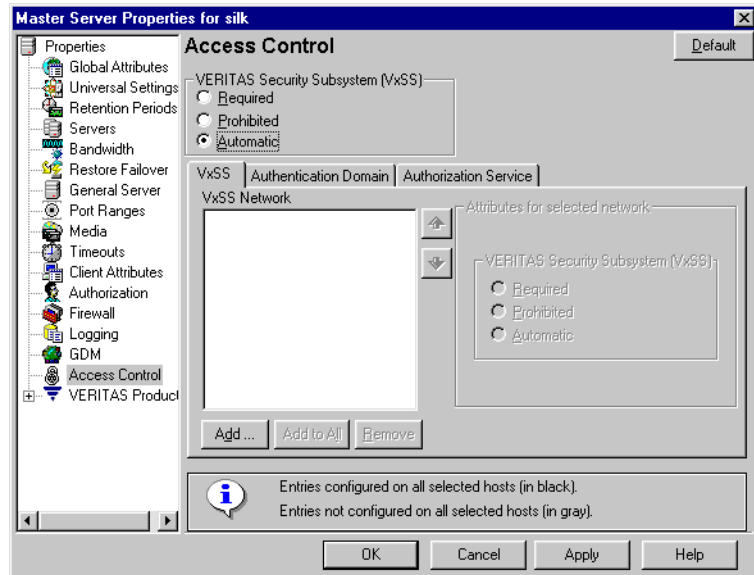 Master Server Properties for silk
Properties
Global Attributes
Universal Settings
Retention Periods
Servers
Bandwidth
Restore Failover
General Server
Port Ranges
Media
Timeouts
Client Attributes
Authorization
Firewall
Logging
GDM
Access Control
VERITAS Product
Access Control
Default
VERITAS Security Subsystem (VxSS)
Required
Prohibited
Automatic
VxSS Authentication Domain Authorization Service
VxSS Network
Attributes for selected network
VERITAS Security Subsystem (VxSS)
Required
Prohibited
Automatic
Add ... Add to All Remove
Entries configured on all selected hosts (in black).
Entries not configured on all selected hosts (in gray).
OK Cancel Apply Help